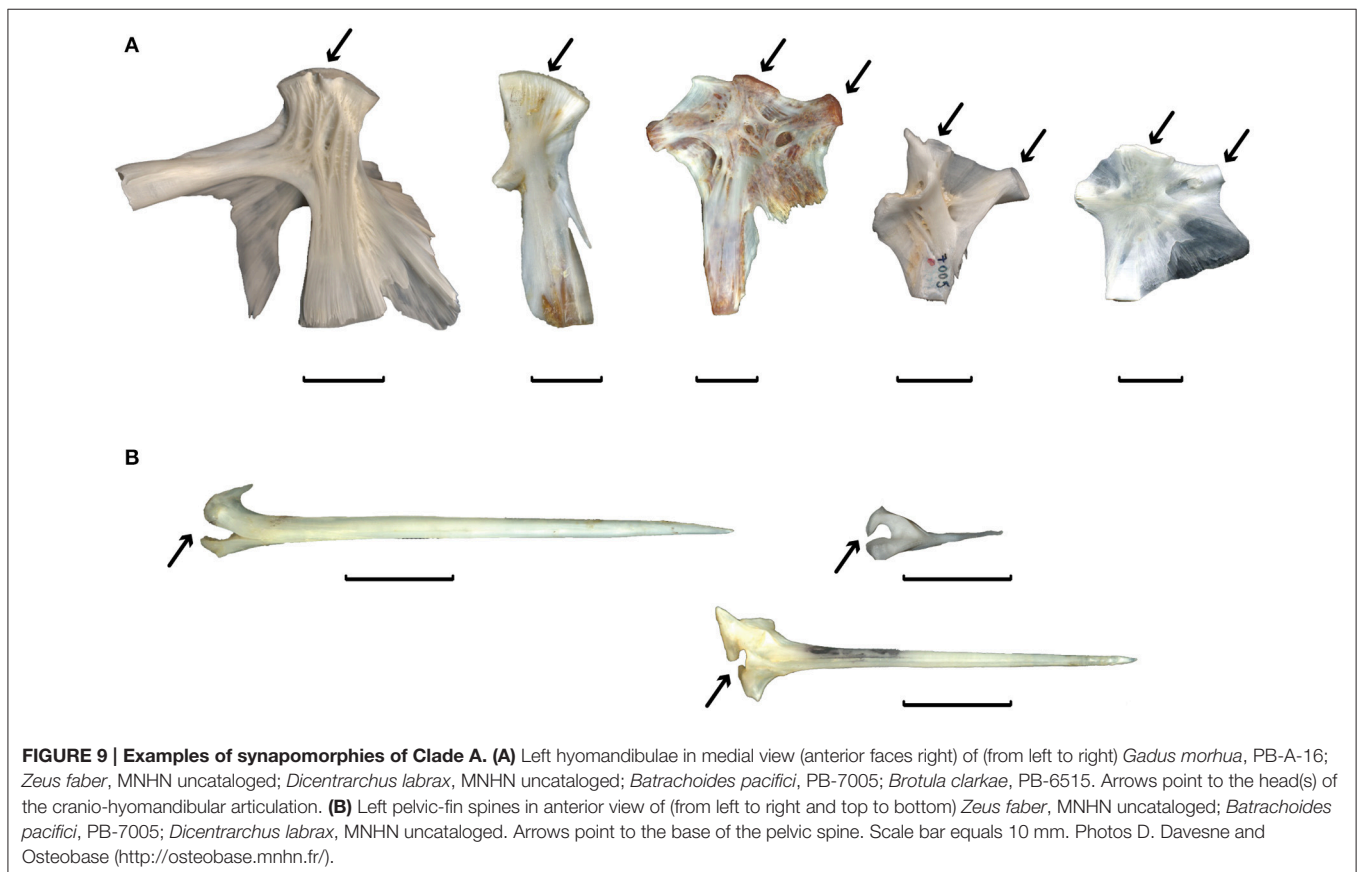 A
7005
B
FIGURE 9 | Examples of synapomorphies of Clade A. (A) Left hyomandibulae in medial view (anterior faces right) of (from left to right) Gadus morhua, PB-A-16;
Zeus faber, MNHN uncataloged; Dicentrarchus labrax, MNHN uncataloged; Batrachoides pacifici, PB-7005; Brotula clarkae, PB-6515. Arrows point to the head(s) of
the cranio-hyomandibular articulation. (B) Left pelvic-fin spines in anterior view of (from left to right and top to bottom) Zeus faber, MNHN uncataloged; Batrachoides
pacifici, PB-7005; Dicentrarchus labrax, MNHN uncataloged. Arrows point to the base of the pelvic spine. Scale bar equals 10 mm. Photos D. Davesne and
Osteobase (http://osteobase.mnhn.fr/).